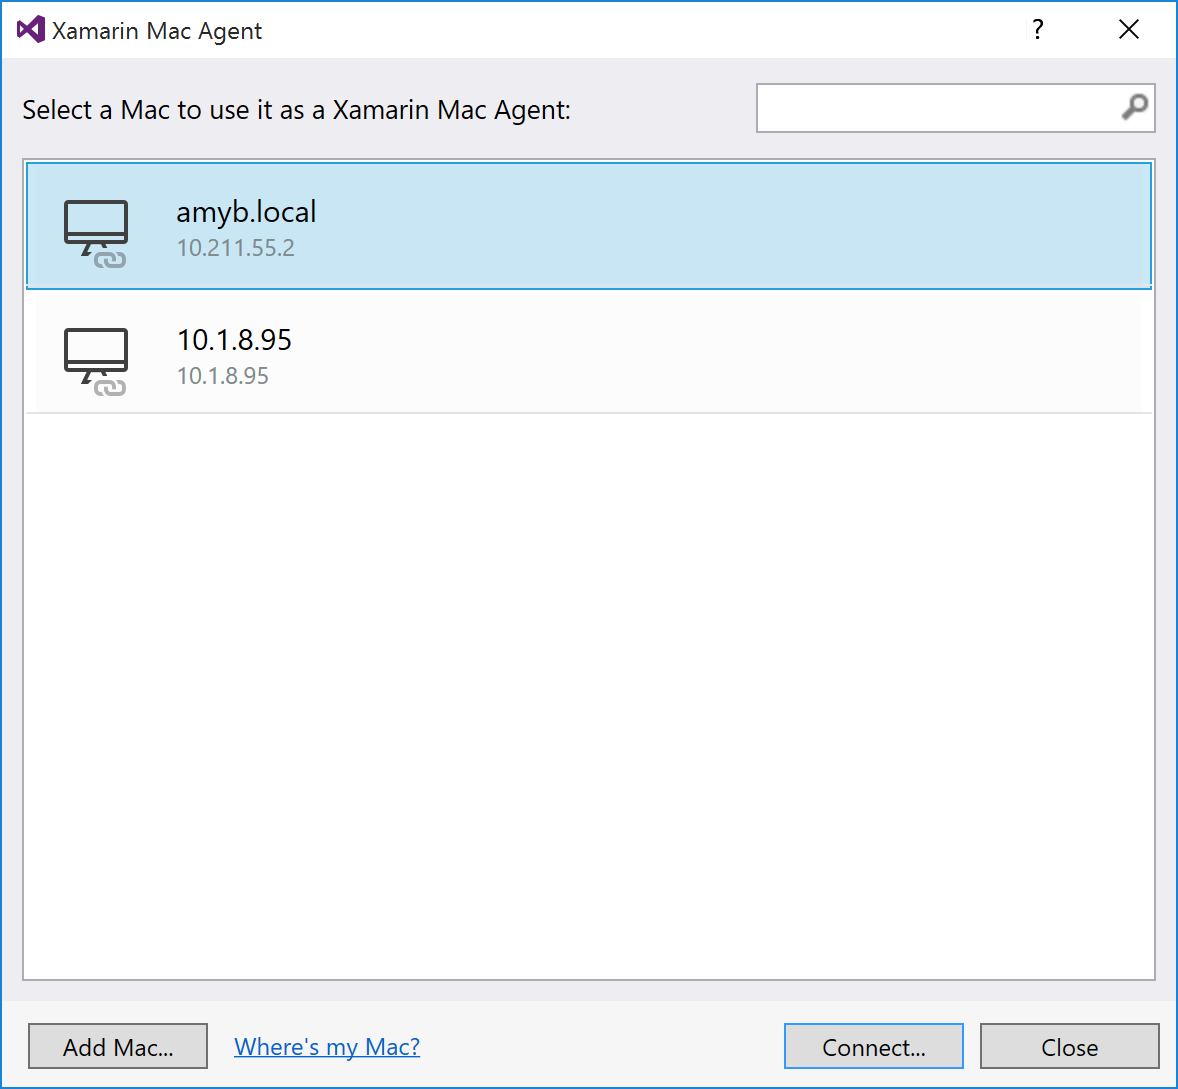 Xamarin Mac Agent
?
Select a Mac to use it as a Xamarin Mac Agent:
amyb.local
10.211.55.2
10.1.8.95
10.1.8.95
Add Mac...
Where's my Mac?
Connect...
Close